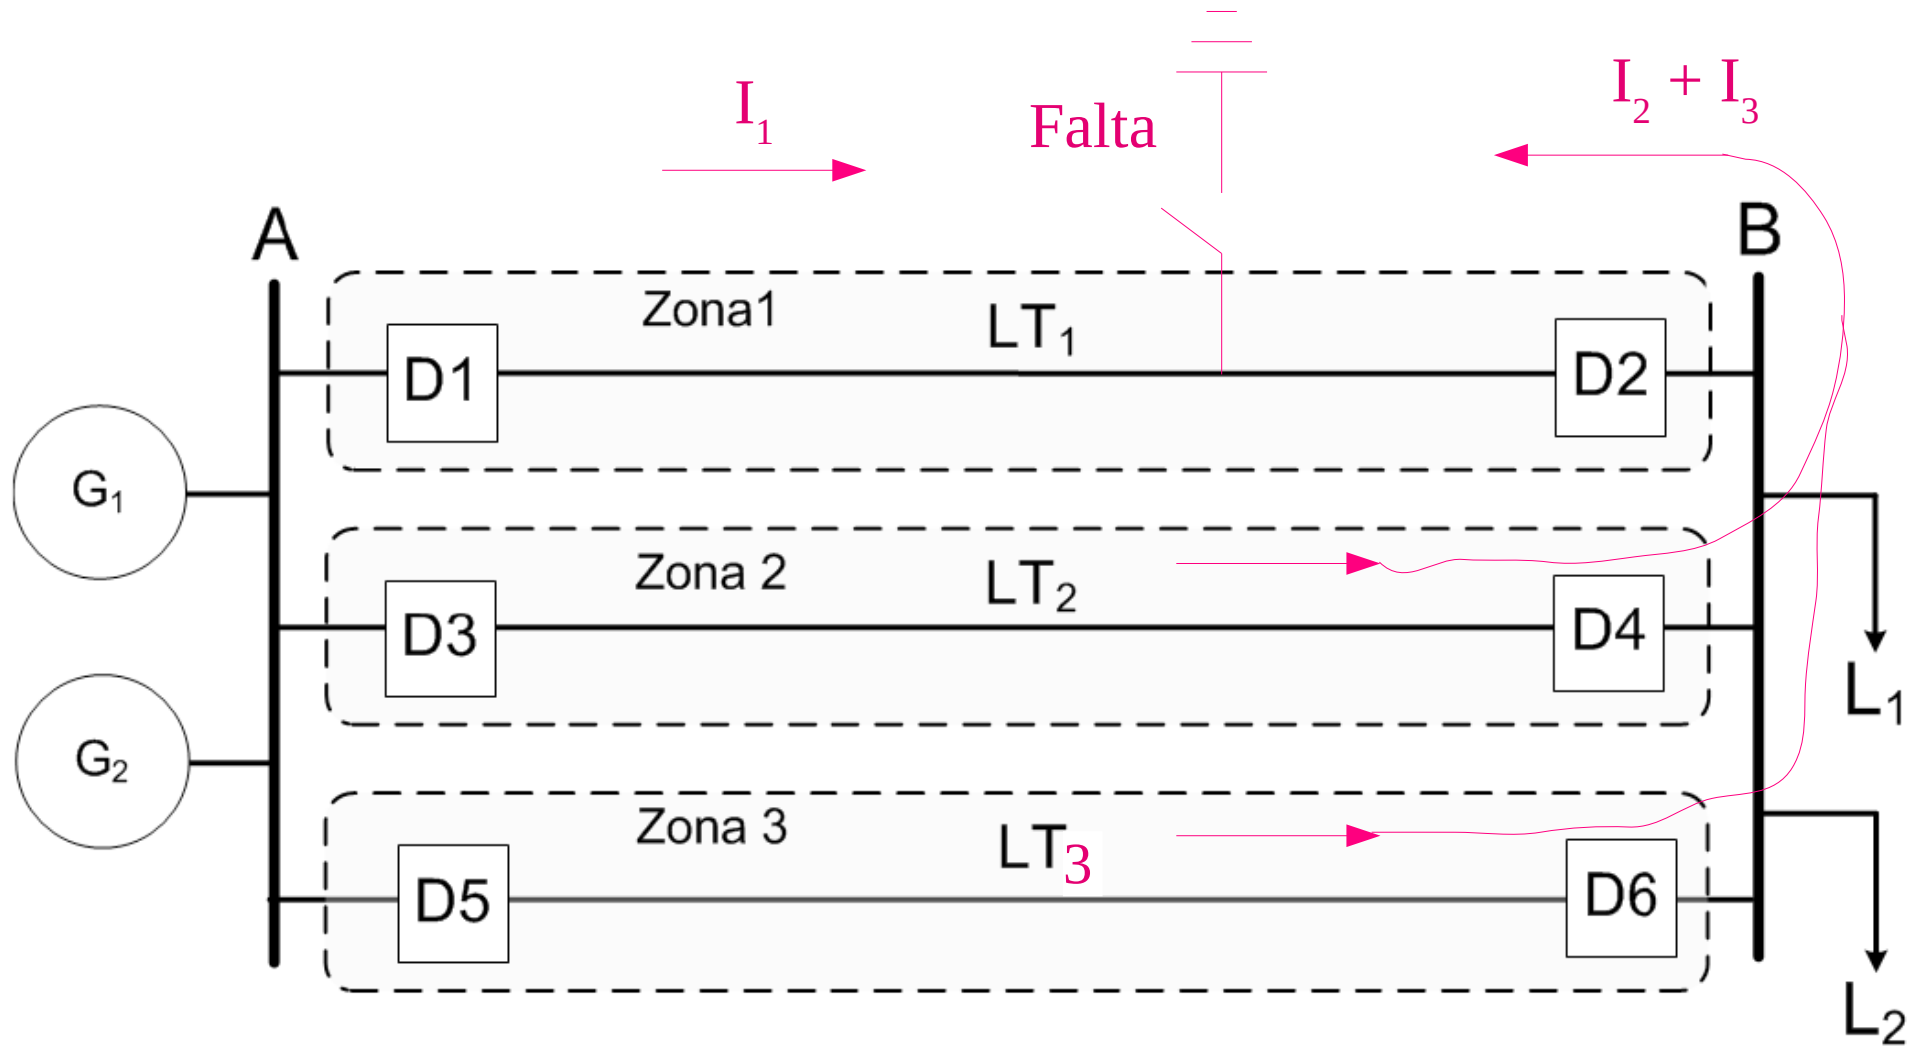 I1
Falta
I2 + I3
A
B
Zona1
LT1
D1
D2
G1
Zona 2
LT2
D3
D4
G2
L1
Zona 3
LT3
D5
D6
L2